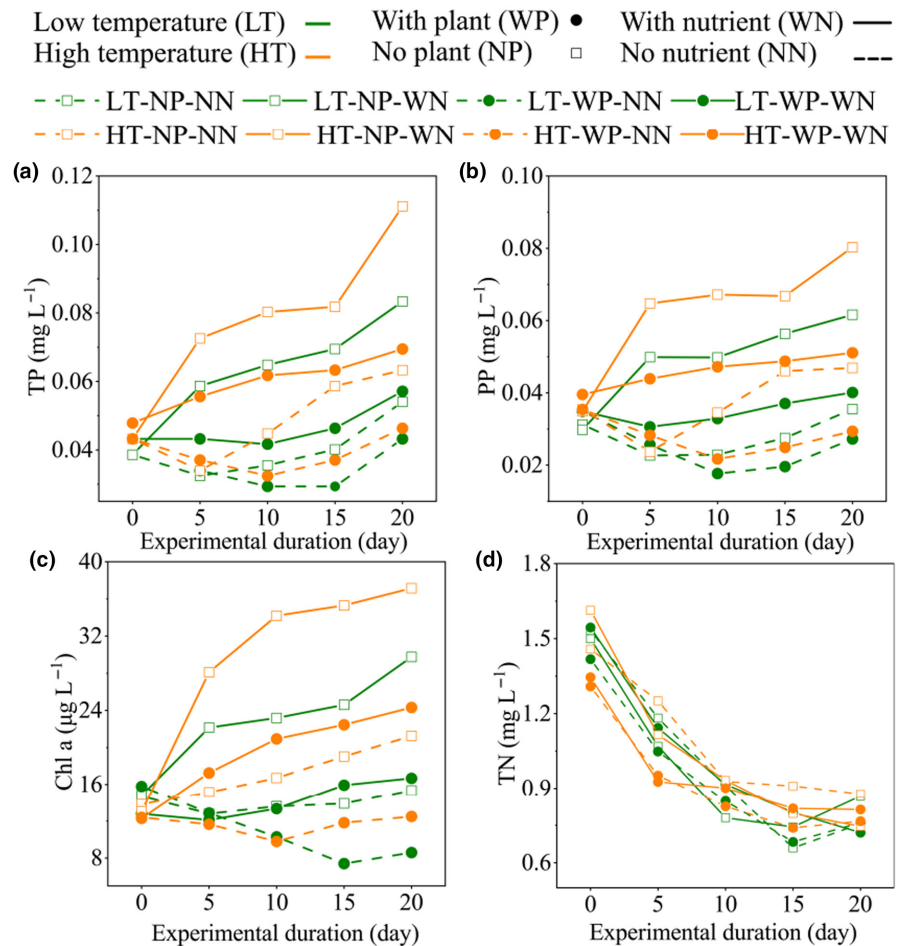 Low temperature (LT) With plant (WP) With nutrient (WN)
High temperature (HT) No plant (NP) No nutrient (NN)
LT-NP-NN LT-NP-WN LT-WP-NN LT-WP-WN
HT-NP-NN HT-NP-WN HT-WP-NN HT-WP-WN
(a)
0.12
0.10
0.08
0.06
0.04
TP (mg L⁻¹)
0 5 10 15 20
Experimental duration (day)
(b)
0.10
0.08
0.06
0.04
0.02
PP (mg L⁻¹)
0 5 10 15 20
Experimental duration (day)
(c)
40
32
24
16
8
Chl a (μg L⁻¹)
0 5 10 15 20
Experimental duration (day)
(d)
1.8
1.5
1.2
0.9
0.6
TN (mg L⁻¹)
0 5 10 15 20
Experimental duration (day)